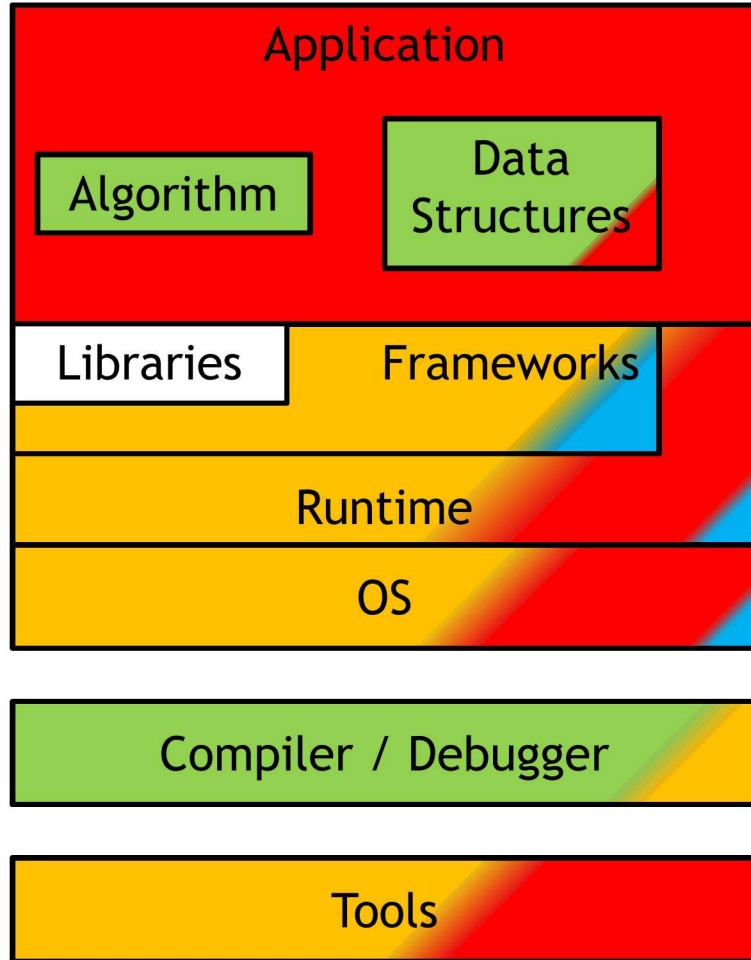 Application
Algorithm
Data
Structures
Libraries
Frameworks
Runtime
OS
Compiler / Debugger
Tools